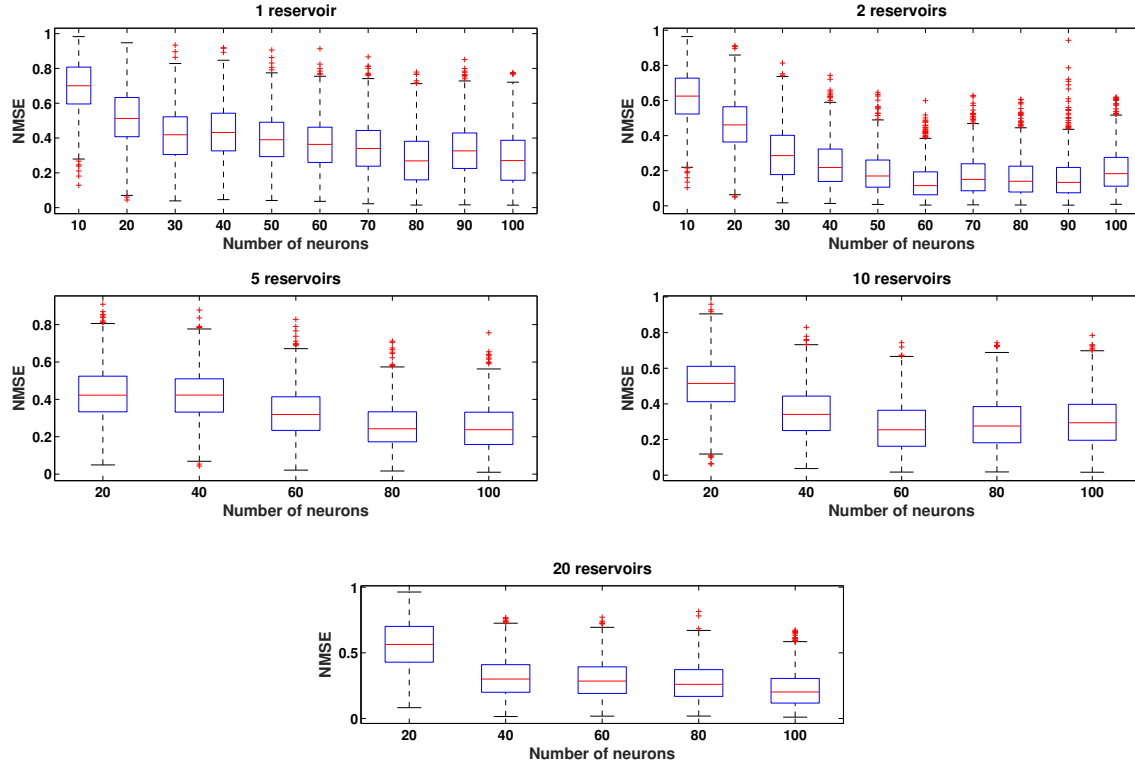 1 reservoir
1
0.8
0.6
0.4
0.2
0
NMSE
10 20 30 40 50 60 70 80 90 100
Number of neurons
2 reservoirs
1
0.8
0.6
0.4
0.2
0
NMSE
10 20 30 40 50 60 70 80 90 100
Number of neurons
5 reservoirs
0.8
0.6
0.4
0.2
0
NMSE
20 40 60 80 100
Number of neurons
10 reservoirs
1
0.8
0.6
0.4
0.2
0
NMSE
20 40 60 80 100
Number of neurons
20 reservoirs
1
0.5
0
NMSE
20 40 60 80 100
Number of neurons